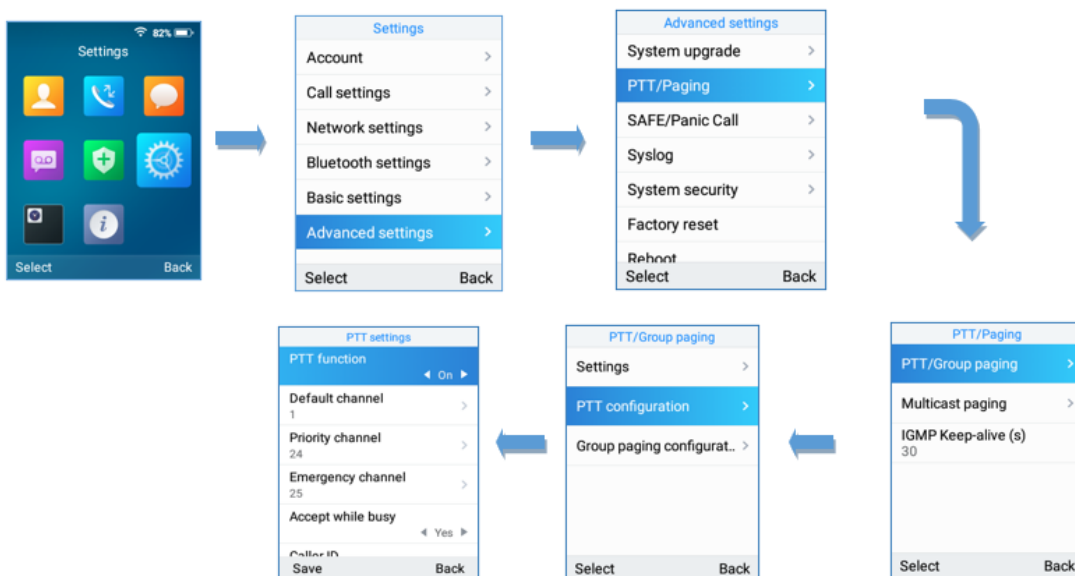 82%
Settings
Select Back
Settings
Account
Call settings
Network settings
Bluetooth settings
Basic settings
Advanced settings
Select Back
Advanced settings
System upgrade
PTT/Paging
SAFE/Panic Call
Syslog
System security
Factory reset
Reboot
Select Back
PTT/Paging
PTT/Group paging
Multicast paging
IGMP Keep-alive (s)
30
Select Back
PTT/Group paging
Settings
PTT configuration
Group paging configurat..
Select Back
PTT settings
PTT function
On
Default channel
1
Priority channel
24
Emergency channel
25
Accept while busy
Yes
Caller ID
Save Back